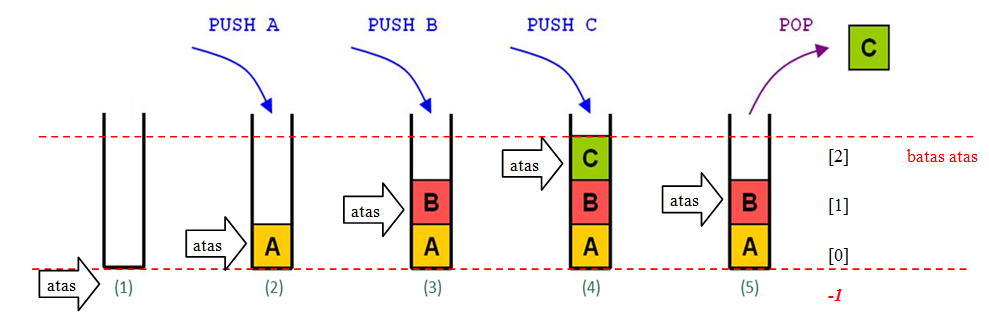 PUSH A
PUSH B
PUSH C
POP
C
C
[2]
batas atas
atas
B
B
B
[1]
atas
atas
A
A
A
A
[0]
atas
atas
(1)
(2)
(3)
(4)
(5)
-1